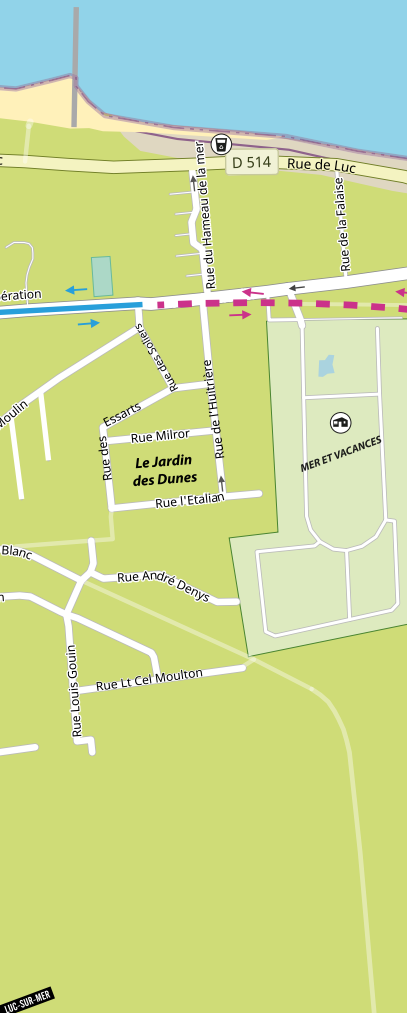 D 514
Rue de Luc
Rue du Hameau de la mer
Rue de la Falaise
ération
Rue des Soliers
Rue de l'Huîtrière
Moulin
Rue des Essarts
Rue Milror
Le Jardin
des Dunes
Rue l'Etalian
MER ET VACANCES
Blanc
Rue André Denys
Rue Louis Gouin
Rue Lt Cel Moulton
LUC-SUR-MER